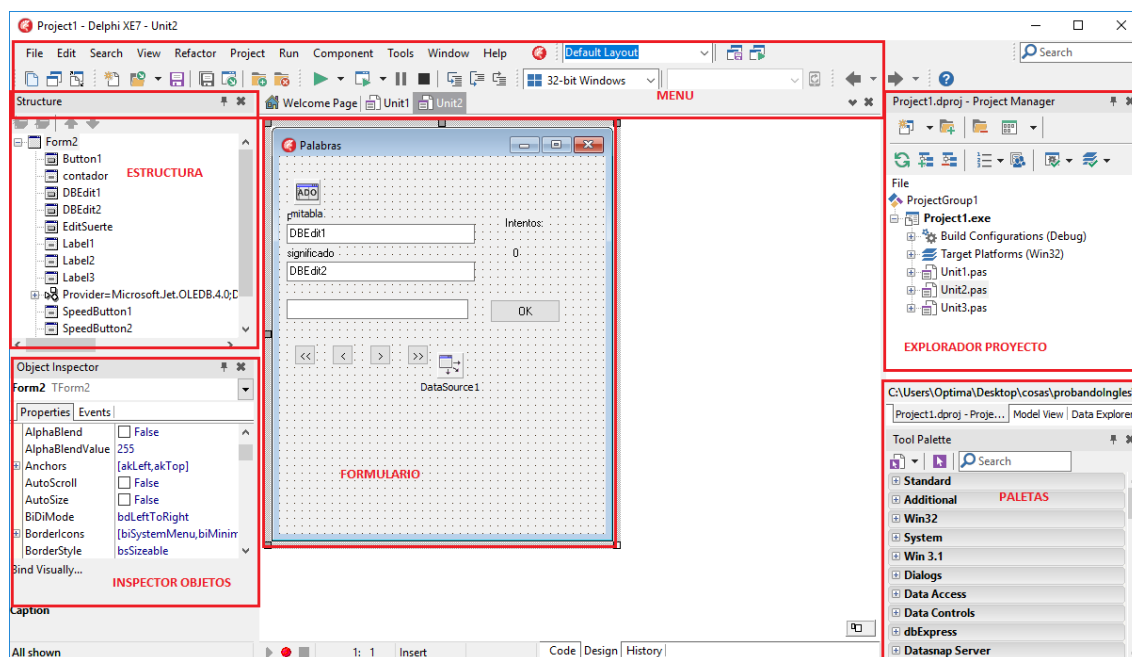 Project1 - Delphi XE7 - Unit2
File Edit Search View Refactor Project Run Component Tools Window Help Default Layout Search
32-bit Windows
MENU
Structure
Welcome Page Unit1 Unit2
Project1.dproj - Project Manager
Form2
Button1
contador
DBEdit1
DBEdit2
EditSuerte
Label1
Label2
Label3
Provider=Microsoft.Jet.OLEDB.4.0;D
SpeedButton1
SpeedButton2
ESTRUCTURA
Palabras
ADO
mitabla
Intentos:
DBEdit1
significado
0
DBEdit2
OK
<< < > >>
DataSource1
FORMULARIO
File
ProjectGroup1
Project1.exe
Build Configurations (Debug)
Target Platforms (Win32)
Unit1.pas
Unit2.pas
Unit3.pas
EXPLORADOR PROYECTO
Object Inspector
Form2 TForm2
Properties Events
AlphaBlend False
AlphaBlendValue 255
Anchors [akLeft,akTop]
AutoScroll False
AutoSize False
BiDiMode bdLeftToRight
BorderIcons [biSystemMenu,biMinim
BorderStyle bsSizeable
Bind Visually...
INSPECTOR OBJETOS
Caption
All shown
1: 1 Insert
Code Design History
C:\Users\Optima\Desktop\cosas\probandoIngles\
Project1.dproj - Proje... Model View Data Explorer
Tool Palette
Search
Standard
Additional
PALETAS
Win32
System
Win 3.1
Dialogs
Data Access
Data Controls
dbExpress
Datasnap Server